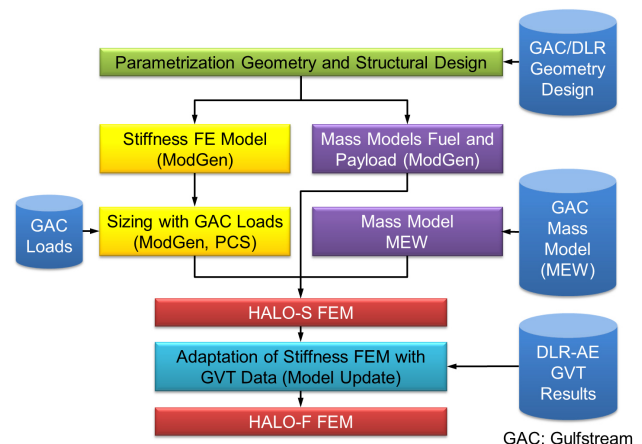 Parametrization Geometry and Structural Design
GAC/DLR
Geometry
Design
Stiffness FE Model
(ModGen)
Mass Models Fuel and
Payload (ModGen)
GAC
Loads
Sizing with GAC Loads
(ModGen, PCS)
Mass Model
MEW
GAC
Mass
Model
(MEW)
HALO-S FEM
Adaptation of Stiffness FEM with
GVT Data (Model Update)
DLR-AE
GVT
Results
HALO-F FEM
GAC: Gulfstream